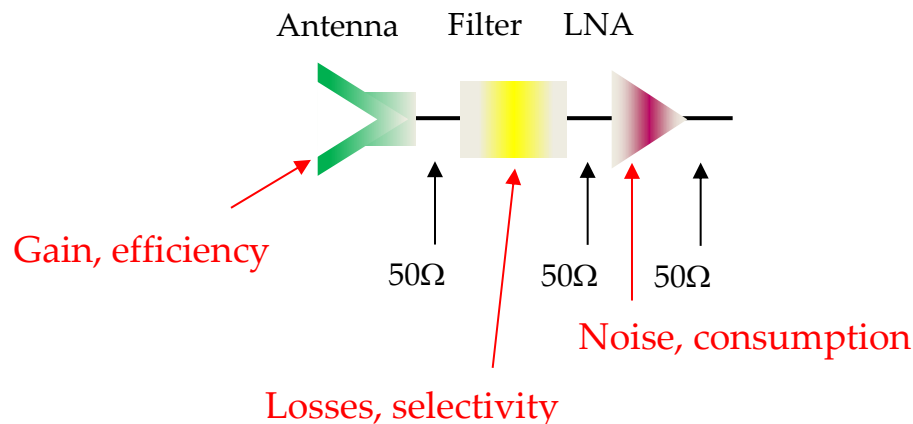 Antenna Filter LNA
Gain, efficiency
50Ω 50Ω 50Ω
Noise, consumption
Losses, selectivity